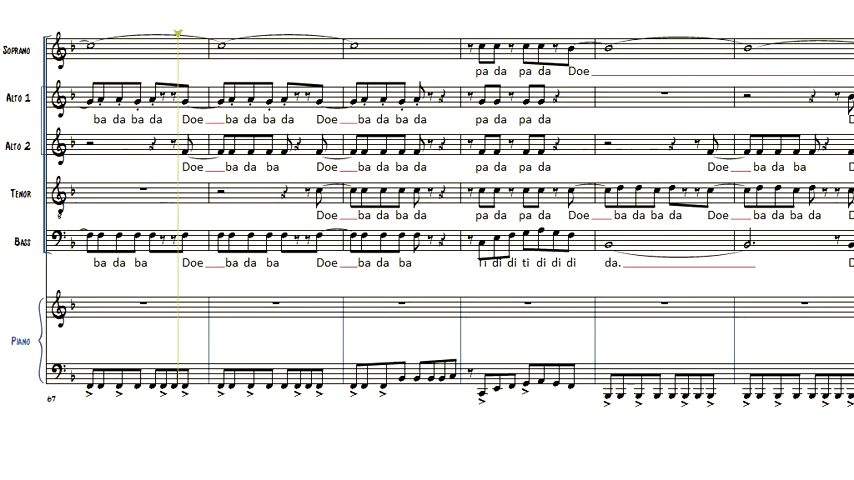 Soprano
pa da pa da Doe
Alto 1
ba da ba da Doe ba da ba da Doe ba da ba da pa da pa da D
Alto 2
Doe ba da ba Doe ba da ba pa da pa da Doe ba da ba D
Tenor
Doe ba da ba da pa da pa da Doe ba da ba da Doe ba da ba da D
Bass
ba da ba Doe ba da ba Doe ba da ba Ti di di ti di di di da. D
Piano
67